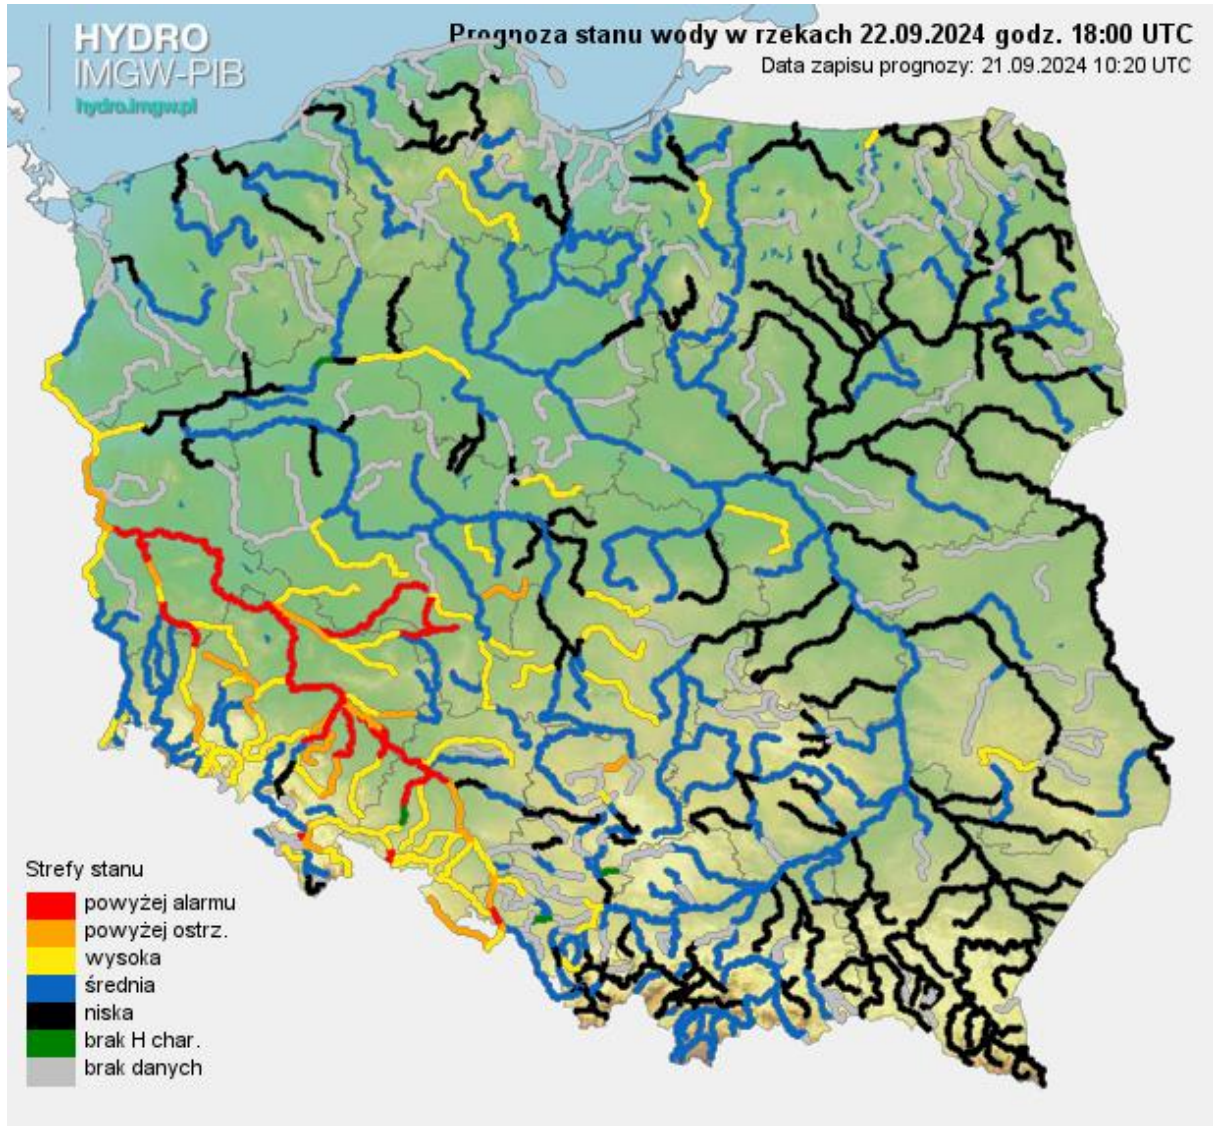 HYDRO
IMGW-PIB
hydro.imgw.pl
Prognoza stanu wody w rzekach 22.09.2024 godz. 18:00 UTC
Data zapisu prognozy: 21.09.2024 10:20 UTC
Strefy stanu
powyżej alarmu
powyżej ostrz.
wysoka
średnia
niska
brak H char.
brak danych